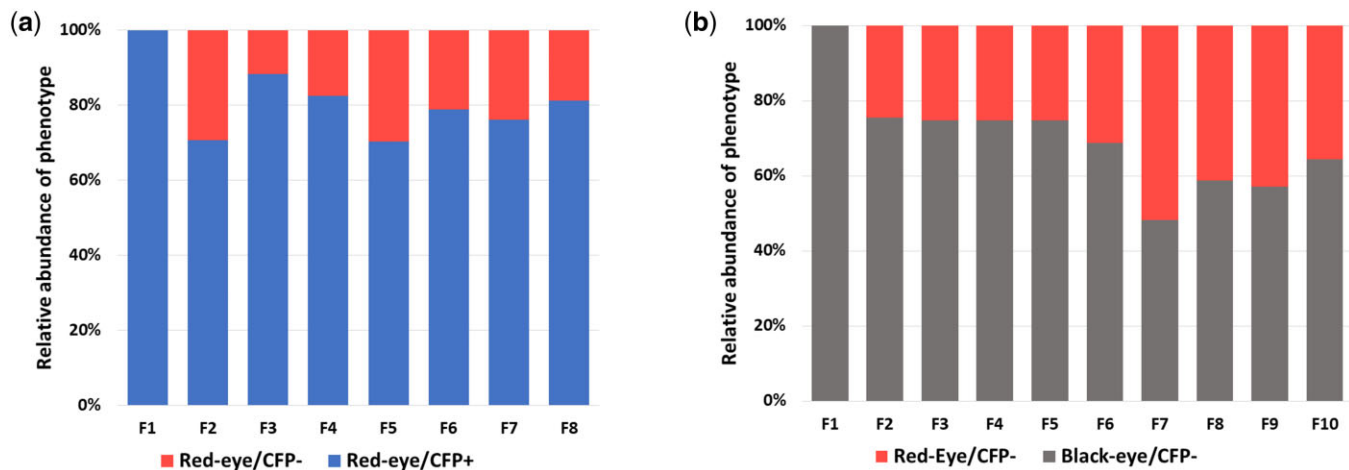 (a)
Relative abundance of phenotype
100%
80%
60%
40%
20%
0%
F1 F2 F3 F4 F5 F6 F7 F8
Red-eye/CFP- Red-eye/CFP+
(b)
Relative abundance of phenotype
100%
80%
60%
40%
20%
0%
F1 F2 F3 F4 F5 F6 F7 F8 F9 F10
Red-Eye/CFP- Black-eye/CFP-